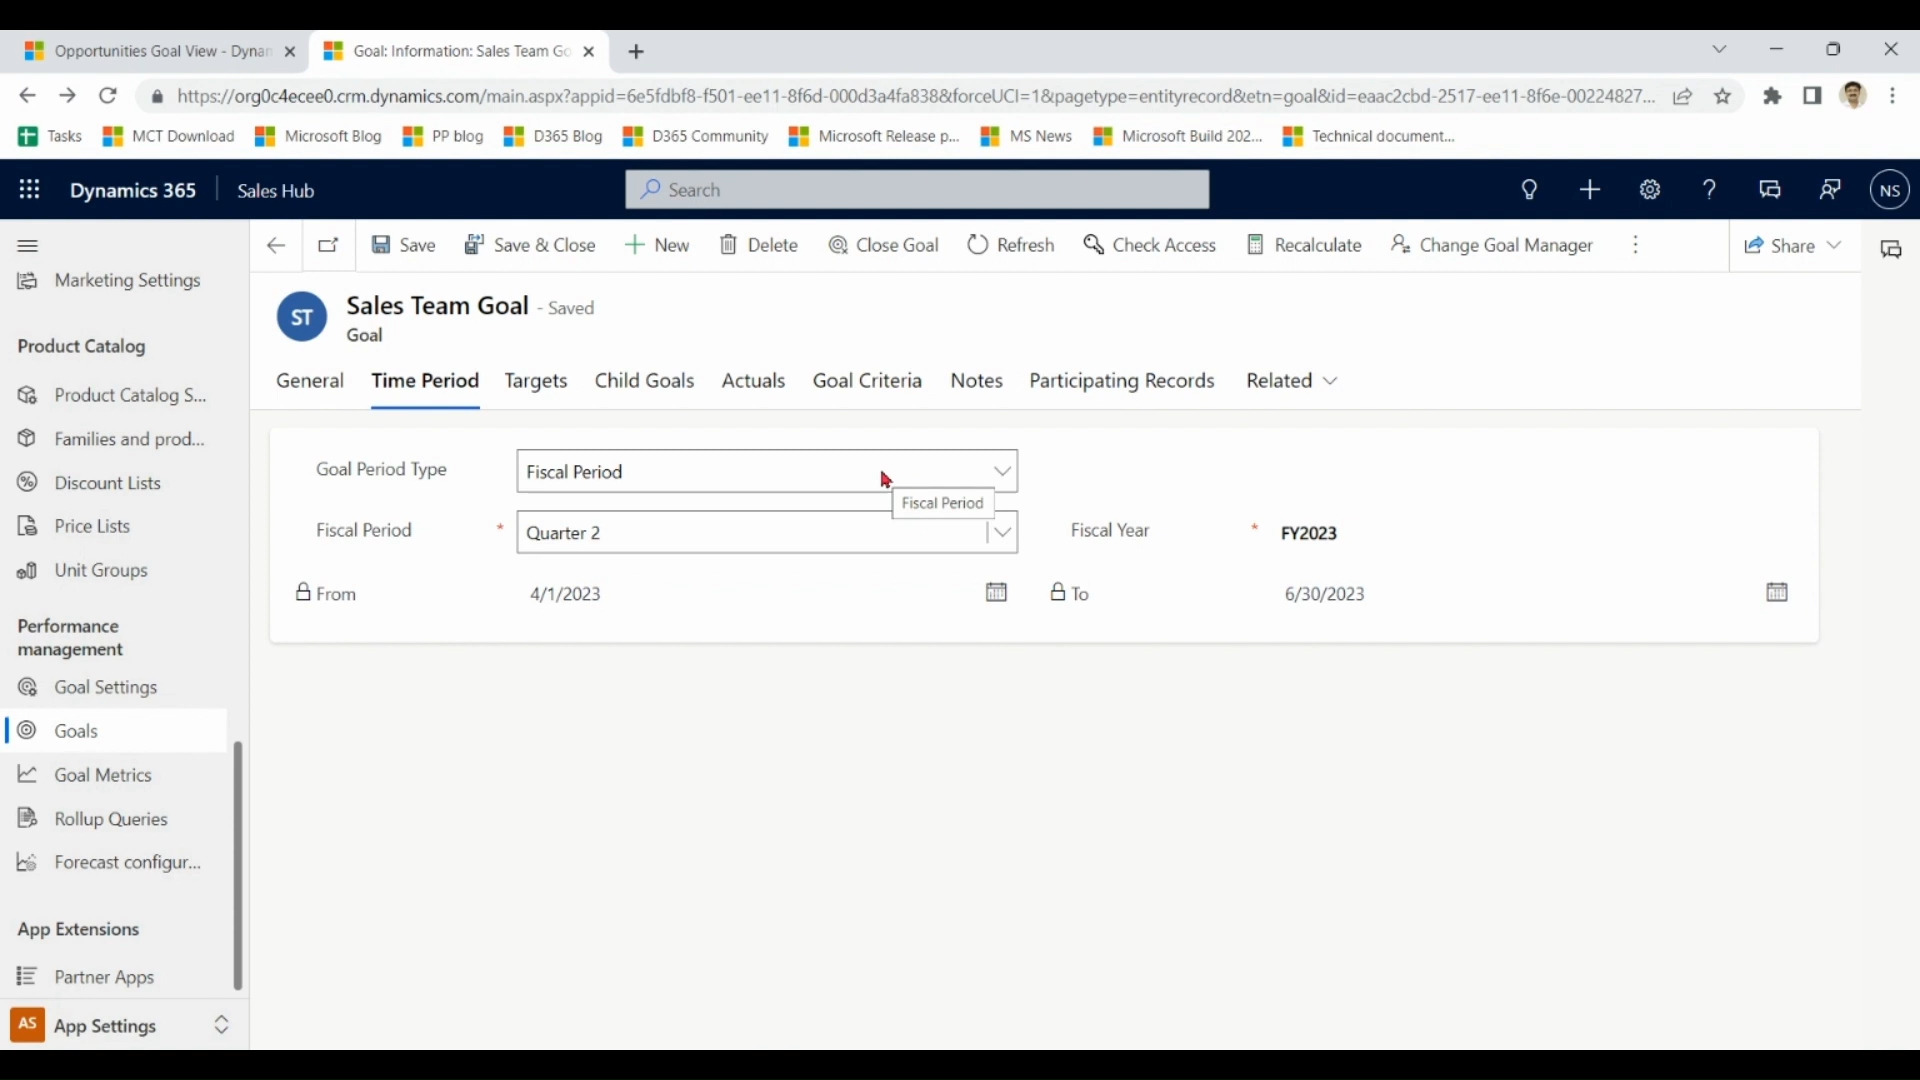 Opportunities Goal View - Dynan
Goal: Information: Sales Team Go
https://org0c4ecee0.crm.dynamics.com/main.aspx?appid=6e5fdbf8-f501-ee11-8f6d-000d3a4fa838&forceUCI=1&pagetype=entityrecord&etn=goal&id=eaac2cbd-2517-ee11-8f6e-00224827...
Tasks MCT Download Microsoft Blog PP blog D365 Blog D365 Community Microsoft Release p... MS News Microsoft Build 202... Technical document...
Dynamics 365 Sales Hub Search NS
Save Save & Close New Delete Close Goal Refresh Check Access Recalculate Change Goal Manager Share
Marketing Settings
Product Catalog
Product Catalog S...
Families and prod...
Discount Lists
Price Lists
Unit Groups
Performance
management
Goal Settings
Goals
Goal Metrics
Rollup Queries
Forecast configur...
App Extensions
Partner Apps
AS App Settings
ST
Sales Team Goal - Saved
Goal
General Time Period Targets Child Goals Actuals Goal Criteria Notes Participating Records Related
Goal Period Type Fiscal Period
Fiscal Period
Fiscal Period * Quarter 2 Fiscal Year * FY2023
From 4/1/2023 To 6/30/2023